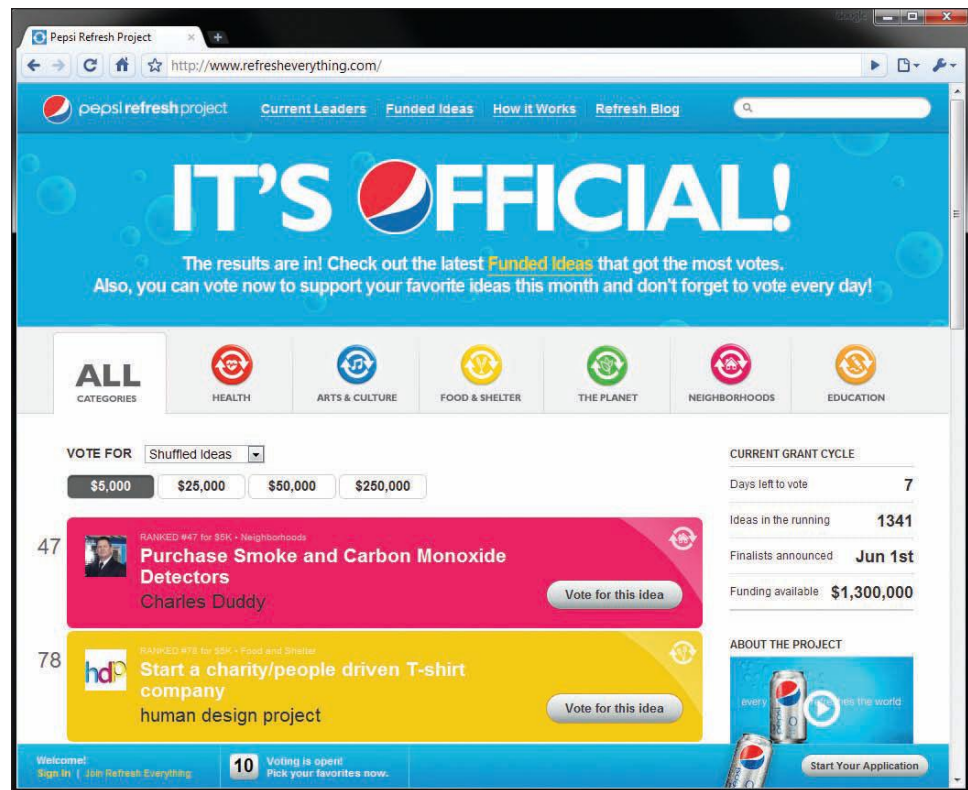 Google
Pepsi Refresh Project
http://www.refresheverything.com/
pepsi refresh project Current Leaders Funded Ideas How it Works Refresh Blog
IT'S OFFICIAL!
The results are in! Check out the latest Funded Ideas that got the most votes.
Also, you can vote now to support your favorite ideas this month and don't forget to vote every day!
ALL
CATEGORIES
HEALTH
ARTS & CULTURE
FOOD & SHELTER
THE PLANET
NEIGHBORHOODS
EDUCATION
VOTE FOR Shuffled Ideas
$5,000 $25,000 $50,000 $250,000
47
RANKED #47 for $5K • Neighborhoods
Purchase Smoke and Carbon Monoxide
Detectors
Charles Duddy
Vote for this idea
78
hdp
RANKED #78 for $5K • Food and Shelter
Start a charity/people driven T-shirt
company
human design project
Vote for this idea
CURRENT GRANT CYCLE
Days left to vote 7
Ideas in the running 1341
Finalists announced Jun 1st
Funding available $1,300,000
ABOUT THE PROJECT
every refreshes the world
pepsi
Welcome!
Sign In | Join Refresh Everything
10
Voting is open!
Pick your favorites now.
pepsi
Start Your Application